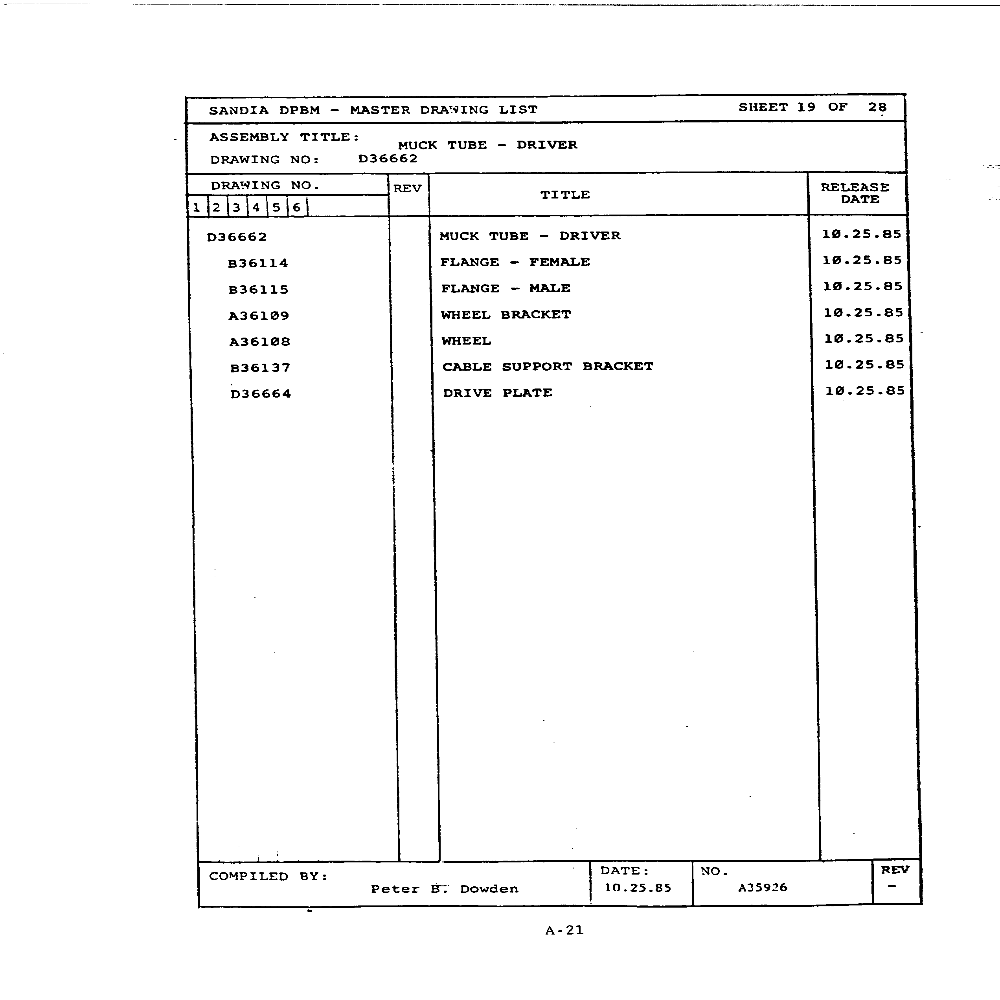 SANDIA DPBM - MASTER DRAWING LIST SHEET 19 OF 28
ASSEMBLY TITLE: MUCK TUBE - DRIVER
DRAWING NO: D36662
DRAWING NO. REV TITLE RELEASE DATE
1 2 3 4 5 6
D36662 MUCK TUBE - DRIVER 10.25.85
B36114 FLANGE - FEMALE 10.25.85
B36115 FLANGE - MALE 10.25.85
A36109 WHEEL BRACKET 10.25.85
A36108 WHEEL 10.25.85
B36137 CABLE SUPPORT BRACKET 10.25.85
D36664 DRIVE PLATE 10.25.85
COMPILED BY: DATE: NO. REV
Peter E. Dowden 10.25.85 A35926 -
A-21